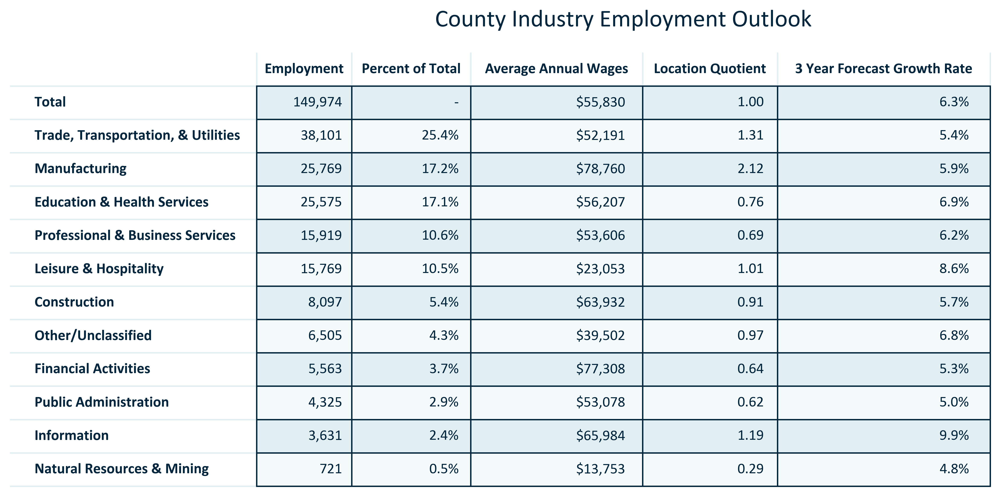 County Industry Employment Outlook
Employment Percent of Total Average Annual Wages Location Quotient 3 Year Forecast Growth Rate
Total 149,974 - $55,830 1.00 6.3%
Trade, Transportation, & Utilities 38,101 25.4% $52,191 1.31 5.4%
Manufacturing 25,769 17.2% $78,760 2.12 5.9%
Education & Health Services 25,575 17.1% $56,207 0.76 6.9%
Professional & Business Services 15,919 10.6% $53,606 0.69 6.2%
Leisure & Hospitality 15,769 10.5% $23,053 1.01 8.6%
Construction 8,097 5.4% $63,932 0.91 5.7%
Other/Unclassified 6,505 4.3% $39,502 0.97 6.8%
Financial Activities 5,563 3.7% $77,308 0.64 5.3%
Public Administration 4,325 2.9% $53,078 0.62 5.0%
Information 3,631 2.4% $65,984 1.19 9.9%
Natural Resources & Mining 721 0.5% $13,753 0.29 4.8%